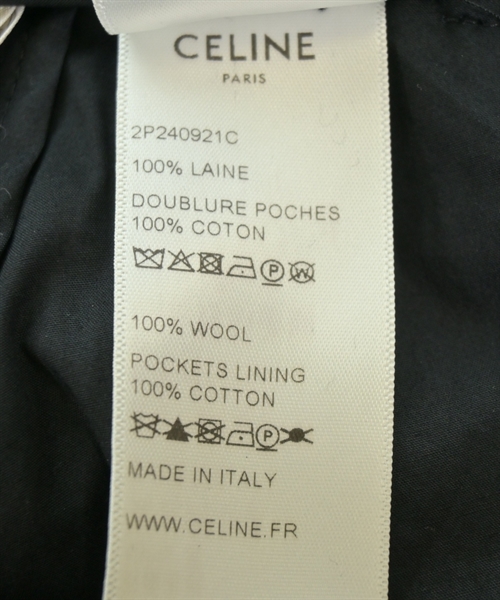 CELINE
PARIS
2P240921C
100% LAINE
DOUBLURE POCHES
100% COTON
100% WOOL
POCKETS LINING
100% COTTON
MADE IN ITALY
WWW.CELINE.FR